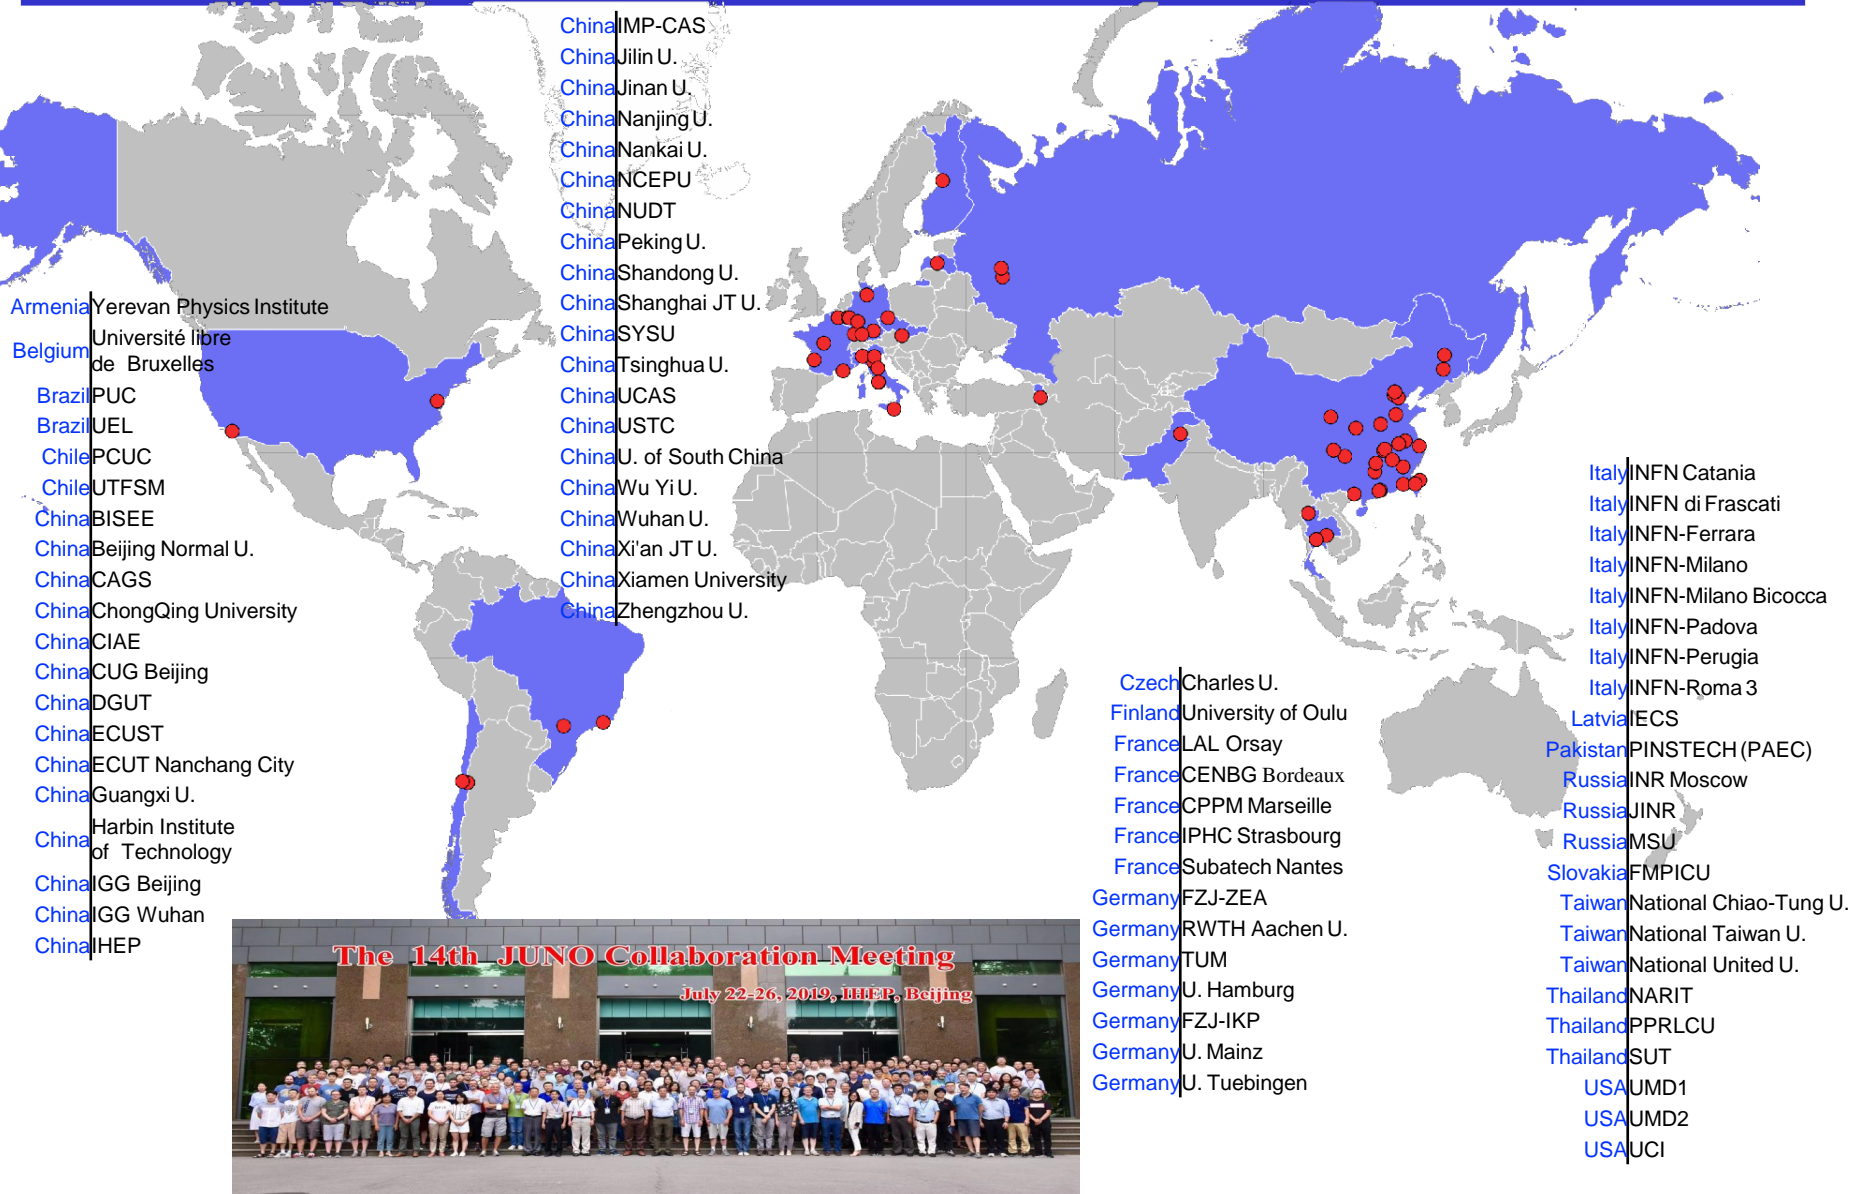 Armenia Yerevan Physics Institute
Belgium Université libre
de Bruxelles
Brazil PUC
Brazil UEL
Chile PCUC
Chile UTFSM
China BISEE
China Beijing Normal U.
China CAGS
China ChongQing University
China CIAE
China CUG Beijing
China DGUT
China ECUST
China ECUT Nanchang City
China Guangxi U.
China Harbin Institute
of Technology
China IGG Beijing
China IGG Wuhan
China IHEP
China IMP-CAS
China Jilin U.
China Jinan U.
China Nanjing U.
China Nankai U.
China NCEPU
China NUDT
China Peking U.
China Shandong U.
China Shanghai JT U.
China SYSU
China Tsinghua U.
China UCAS
China USTC
China U. of South China
China Wu Yi U.
China Wuhan U.
China Xi'an JT U.
China Xiamen University
China Zhengzhou U.
The 14th JUNO Collaboration Meeting
July 22-26, 2019, IHEP, Beijing
Czech Charles U.
Finland University of Oulu
France LAL Orsay
France CENBG Bordeaux
France CPPM Marseille
France IPHC Strasbourg
France Subatech Nantes
Germany FZJ-ZEA
Germany RWTH Aachen U.
Germany TUM
Germany U. Hamburg
Germany FZJ-IKP
Germany U. Mainz
Germany U. Tuebingen
Italy INFN Catania
Italy INFN di Frascati
Italy INFN-Ferrara
Italy INFN-Milano
Italy INFN-Milano Bicocca
Italy INFN-Padova
Italy INFN-Perugia
Italy INFN-Roma 3
Latvia IECS
Pakistan PINSTECH (PAEC)
Russia INR Moscow
Russia JINR
Russia MSU
Slovakia FMPICU
Taiwan National Chiao-Tung U.
Taiwan National Taiwan U.
Taiwan National United U.
Thailand NARIT
Thailand PPRLCU
Thailand SUT
USA UMD1
USA UMD2
USA UCI